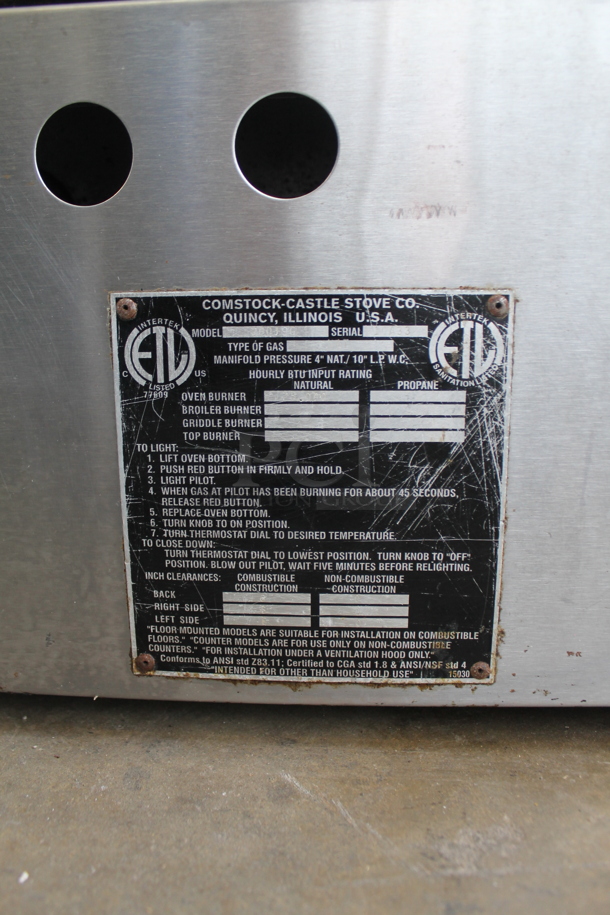 COMSTOCK-CASTLE STOVE CO.
QUINCY, ILLINOIS U.S.A.
MODEL SERIAL
TYPE OF GAS
MANIFOLD PRESSURE 4" NAT./ 10" L.P. W.C.
HOURLY BTU INPUT RATING
NATURAL PROPANE
INTERTEK
ETL
C US
LISTED
77609
INTERTEK
ETL
SANITATION LISTED
OVEN BURNER
BROILER BURNER
GRIDDLE BURNER
TOP BURNER
TO LIGHT:
1. LIFT OVEN BOTTOM.
2. PUSH RED BUTTON IN FIRMLY AND HOLD.
3. LIGHT PILOT.
4. WHEN GAS AT PILOT HAS BEEN BURNING FOR ABOUT 45 SECONDS,
RELEASE RED BUTTON.
5. REPLACE OVEN BOTTOM.
6. TURN KNOB TO ON POSITION.
7. TURN THERMOSTAT DIAL TO DESIRED TEMPERATURE.
TO CLOSE DOWN:
TURN THERMOSTAT DIAL TO LOWEST POSITION. TURN KNOB TO "OFF"
POSITION. BLOW OUT PILOT, WAIT FIVE MINUTES BEFORE RELIGHTING.
INCH CLEARANCES: COMBUSTIBLE NON-COMBUSTIBLE
CONSTRUCTION CONSTRUCTION
BACK
RIGHT SIDE
LEFT SIDE
"FLOOR MOUNTED MODELS ARE SUITABLE FOR INSTALLATION ON COMBUSTIBLE
FLOORS." "COUNTER MODELS ARE FOR USE ONLY ON NON-COMBUSTIBLE
COUNTERS." "FOR INSTALLATION UNDER A VENTILATION HOOD ONLY."
Conforms to ANSI std Z83.11; Certified to CGA std 1.8 & ANSI/NSF std 4
"INTENDED FOR OTHER THAN HOUSEHOLD USE" 15030